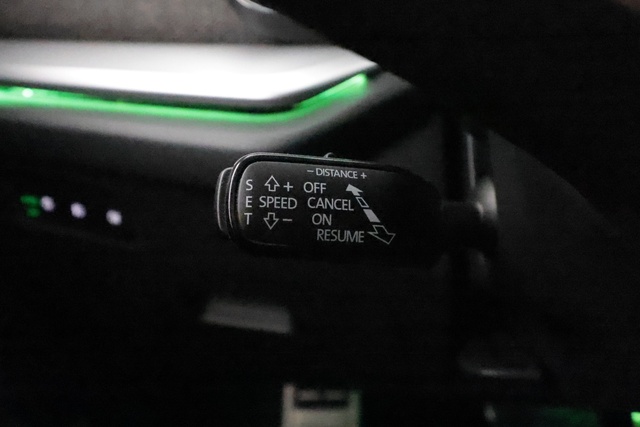 − DISTANCE +
S + OFF
E SPEED CANCEL
T − ON
RESUME